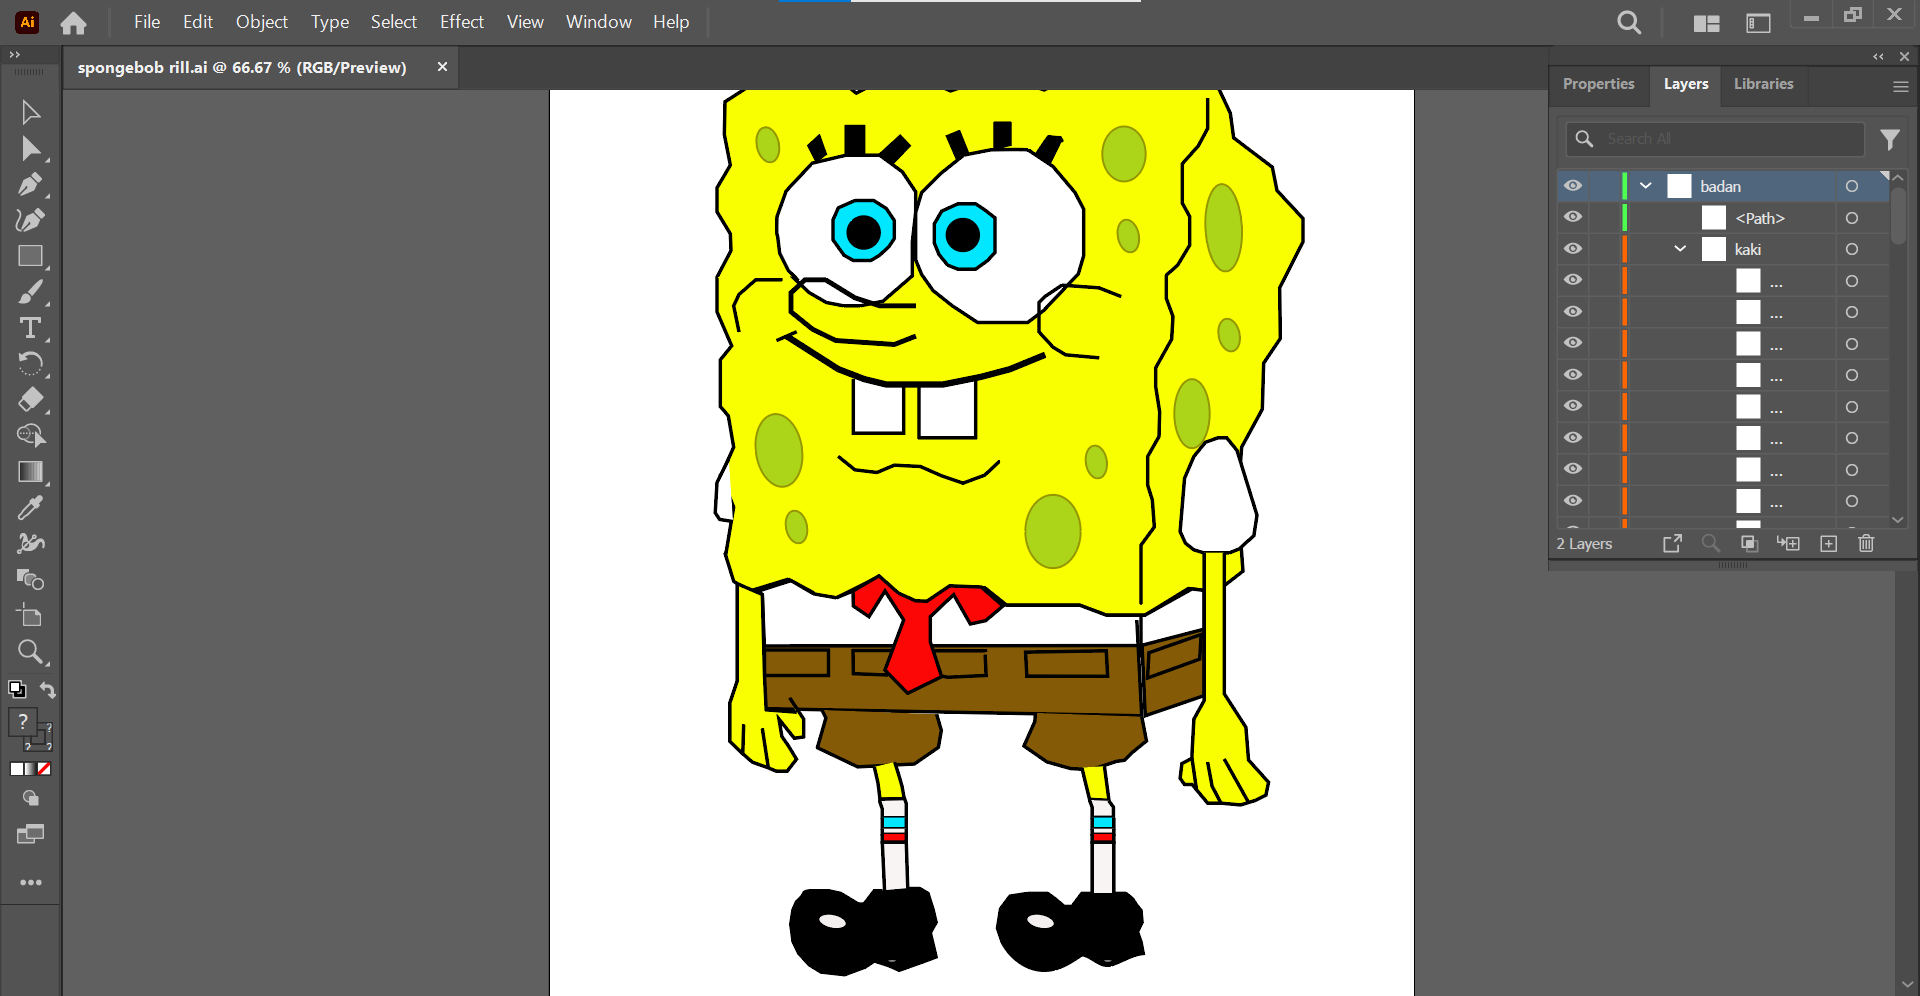 Ai File Edit Object Type Select Effect View Window Help
spongebob rill.ai @ 66.67 % (RGB/Preview)
Properties Layers Libraries
Search All
badan
<Path>
kaki
...
...
...
...
...
...
...
...
2 Layers
T
?
?
? ?